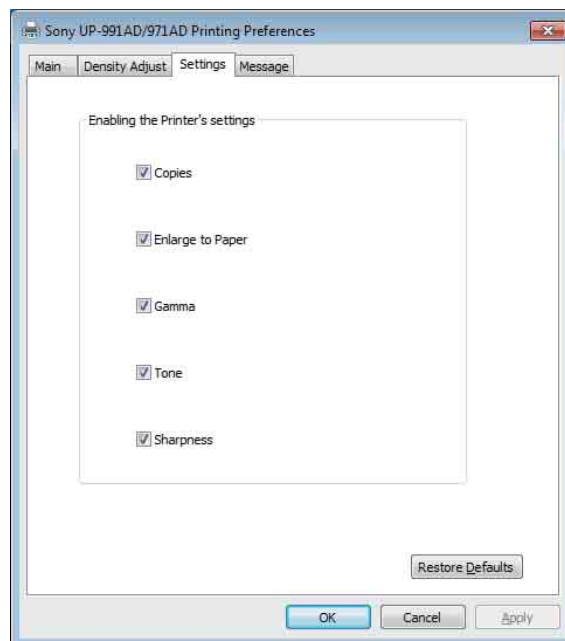 Sony UP-991AD/971AD Printing Preferences
Main Density Adjust Settings Message
Enabling the Printer's settings
Copies
Enlarge to Paper
Gamma
Tone
Sharpness
Restore Defaults
OK Cancel Apply